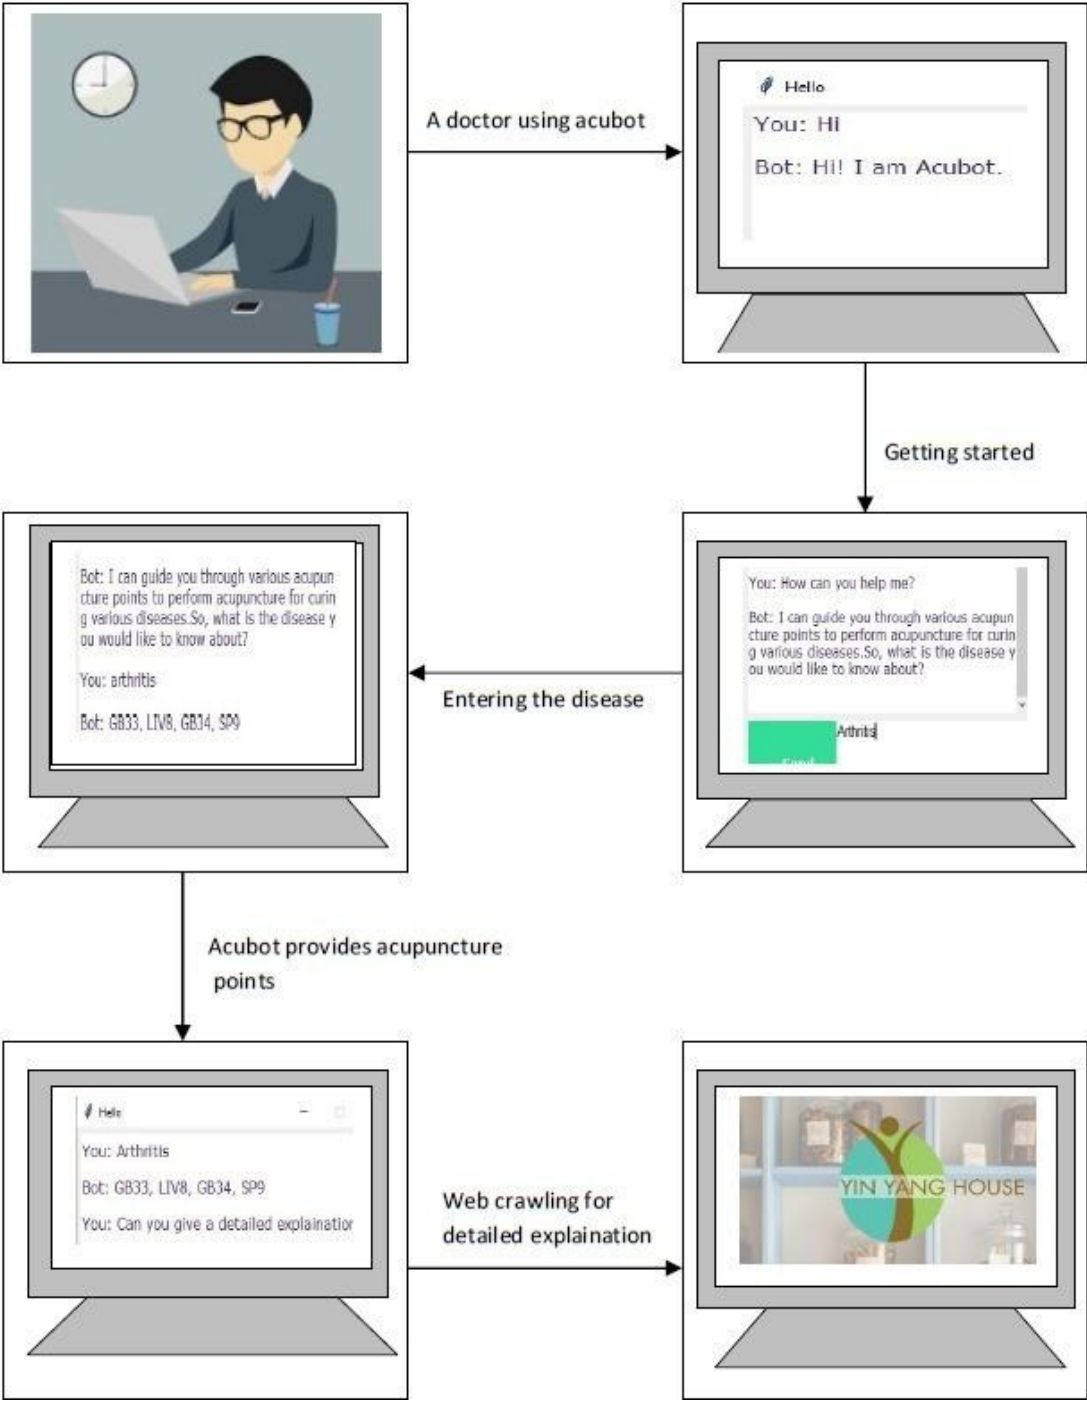 A doctor using acubot
Hello
You: Hi
Bot: Hi! I am Acubot.
Getting started
You: How can you help me?
Bot: I can guide you through various acupun
cture points to perform acupuncture for curin
g various diseases.So, what is the disease y
ou would like to know about?
Arthritis
Send
Entering the disease
Bot: I can guide you through various acupun
cture points to perform acupuncture for curin
g various diseases.So, what is the disease y
ou would like to know about?
You: arthritis
Bot: GB33, LIV8, GB34, SP9
Acubot provides acupuncture
points
Hello
You: Arthritis
Bot: GB33, LIV8, GB34, SP9
You: Can you give a detailed explaination
Web crawling for
detailed explaination
YIN YANG HOUSE